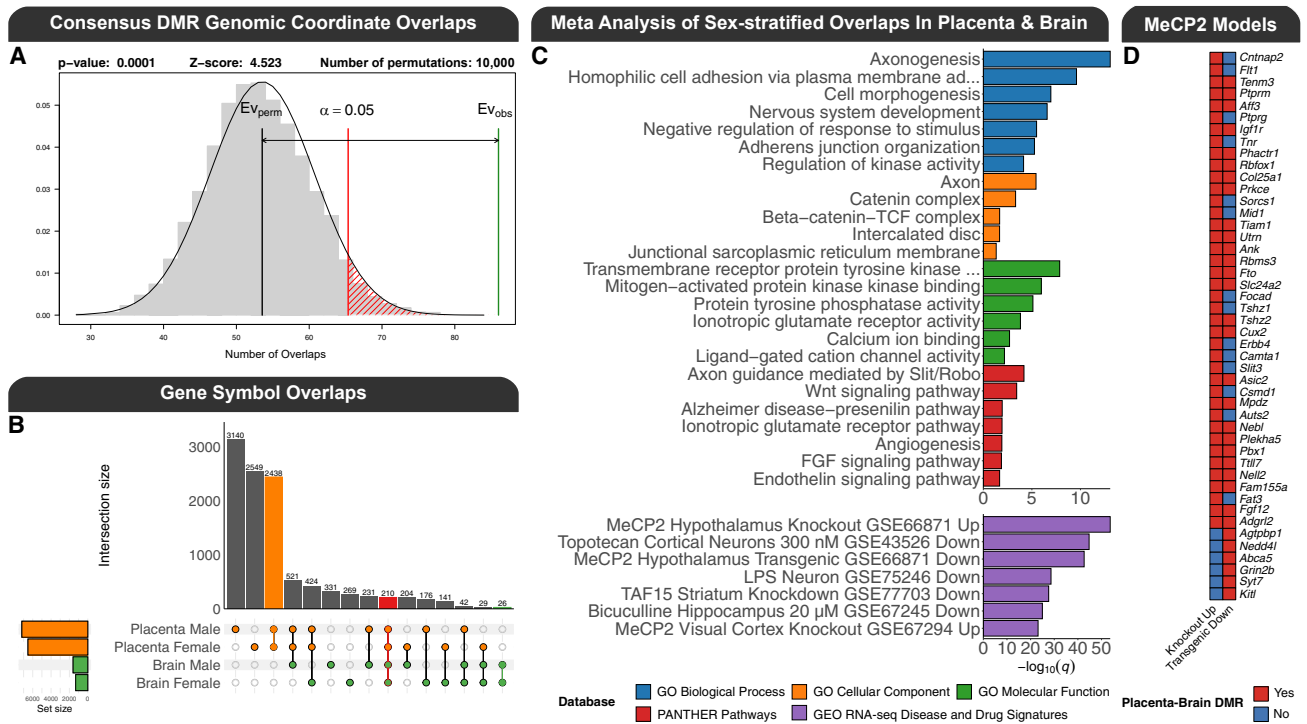 Consensus DMR Genomic Coordinate Overlaps
A
p-value: 0.0001 Z-score: 4.523 Number of permutations: 10,000
Evperm
α = 0.05
Evobs
0.05
0.04
0.03
0.02
0.01
0.00
30 40 50 60 70 80
Number of Overlaps
Gene Symbol Overlaps
B
Intersection size
3000
2000
1000
0
3140 2549 2438 521 424 331 269 231 210 204 176 141 42 29 26
Placenta Male
Placenta Female
Brain Male
Brain Female
6000 4000 2000 0
Set size
Meta Analysis of Sex-stratified Overlaps In Placenta & Brain
C
Axonogenesis
Homophilic cell adhesion via plasma membrane ad...
Cell morphogenesis
Nervous system development
Negative regulation of response to stimulus
Adherens junction organization
Regulation of kinase activity
Axon
Catenin complex
Beta−catenin−TCF complex
Intercalated disc
Junctional sarcoplasmic reticulum membrane
Transmembrane receptor protein tyrosine kinase ...
Mitogen−activated protein kinase kinase binding
Protein tyrosine phosphatase activity
Ionotropic glutamate receptor activity
Calcium ion binding
Ligand−gated cation channel activity
Axon guidance mediated by Slit/Robo
Wnt signaling pathway
Alzheimer disease−presenilin pathway
Ionotropic glutamate receptor pathway
Angiogenesis
FGF signaling pathway
Endothelin signaling pathway
0 5 10
MeCP2 Hypothalamus Knockout GSE66871 Up
Topotecan Cortical Neurons 300 nM GSE43526 Down
MeCP2 Hypothalamus Transgenic GSE66871 Down
LPS Neuron GSE75246 Down
TAF15 Striatum Knockdown GSE77703 Down
Bicuculline Hippocampus 20 µM GSE67245 Down
MeCP2 Visual Cortex Knockout GSE67294 Up
0 10 20 30 40 50
−log10(q)
Database
GO Biological Process
GO Cellular Component
GO Molecular Function
PANTHER Pathways
GEO RNA-seq Disease and Drug Signatures
MeCP2 Models
D
Cntnap2
Flt1
Tenm3
Ptprm
Aff3
Ptprg
Igf1r
Tnr
Phactr1
Rbfox1
Col25a1
Prkce
Sorcs1
Mid1
Tiam1
Utrn
Ank
Rbms3
Fto
Slc24a2
Focad
Tshz1
Tshz2
Cux2
Erbb4
Camta1
Slit3
Asic2
Csmd1
Mpdz
Auts2
Nebl
Plekha5
Pbx1
Ttll7
Nell2
Fam155a
Fat3
Fgf12
Adgrl2
Agtpbp1
Nedd4l
Abca5
Grin2b
Syt7
Kitl
Knockout Up
Transgenic Down
Placenta-Brain DMR
Yes
No